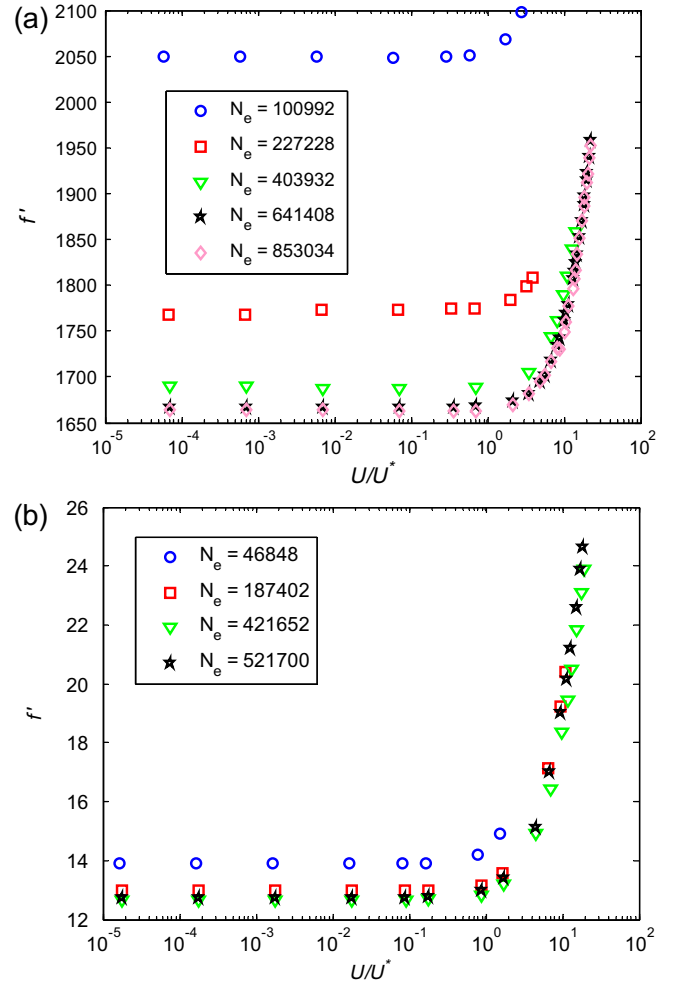 (a)
2100
2050
2000
1950
1900
1850
1800
1750
1700
1650
f'
N_e = 100992
N_e = 227228
N_e = 403932
N_e = 641408
N_e = 853034
10^-5 10^-4 10^-3 10^-2 10^-1 10^0 10^1 10^2
U/U^*
(b)
26
24
22
20
18
16
14
12
f'
N_e = 46848
N_e = 187402
N_e = 421652
N_e = 521700
10^-5 10^-4 10^-3 10^-2 10^-1 10^0 10^1 10^2
U/U^*